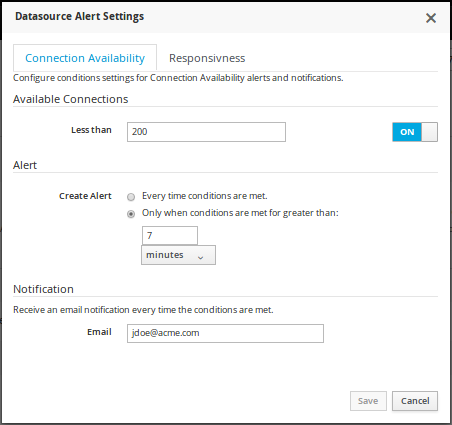 Datasource Alert Settings
Connection Availability Responsivness
Configure conditions settings for Connection Availability alerts and notifications.
Available Connections
Less than 200 ON
Alert
Create Alert Every time conditions are met.
Only when conditions are met for greater than:
7
minutes
Notification
Receive an email notification every time the conditions are met.
Email jdoe@acme.com
Save Cancel